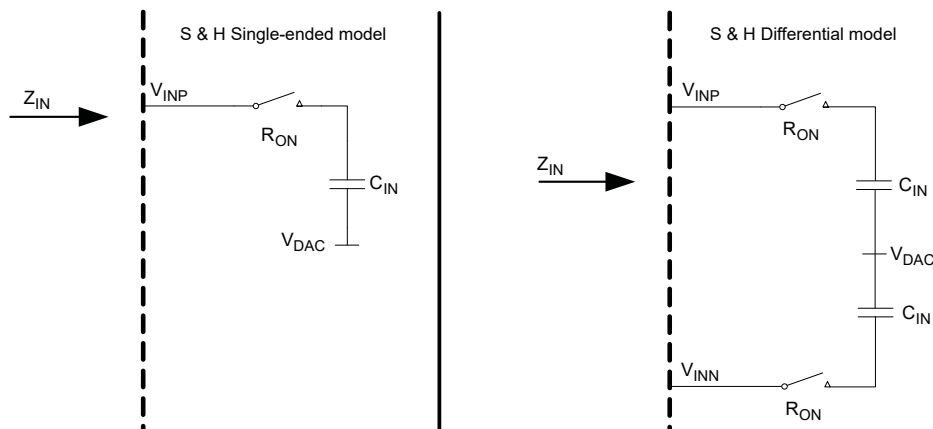 S & H Single-ended model
Z_IN
V_INP
R_ON
C_IN
V_DAC
S & H Differential model
Z_IN
V_INP
R_ON
C_IN
V_DAC
C_IN
V_INN
R_ON